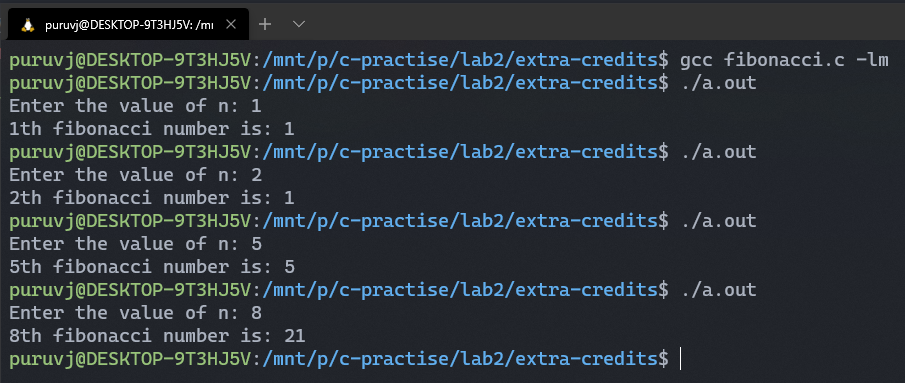 puruvj@DESKTOP-9T3HJ5V: /mı
puruvj@DESKTOP-9T3HJ5V:/mnt/p/c-practise/lab2/extra-credits$ gcc fibonacci.c -lm
puruvj@DESKTOP-9T3HJ5V:/mnt/p/c-practise/lab2/extra-credits$ ./a.out
Enter the value of n: 1
1th fibonacci number is: 1
puruvj@DESKTOP-9T3HJ5V:/mnt/p/c-practise/lab2/extra-credits$ ./a.out
Enter the value of n: 2
2th fibonacci number is: 1
puruvj@DESKTOP-9T3HJ5V:/mnt/p/c-practise/lab2/extra-credits$ ./a.out
Enter the value of n: 5
5th fibonacci number is: 5
puruvj@DESKTOP-9T3HJ5V:/mnt/p/c-practise/lab2/extra-credits$ ./a.out
Enter the value of n: 8
8th fibonacci number is: 21
puruvj@DESKTOP-9T3HJ5V:/mnt/p/c-practise/lab2/extra-credits$